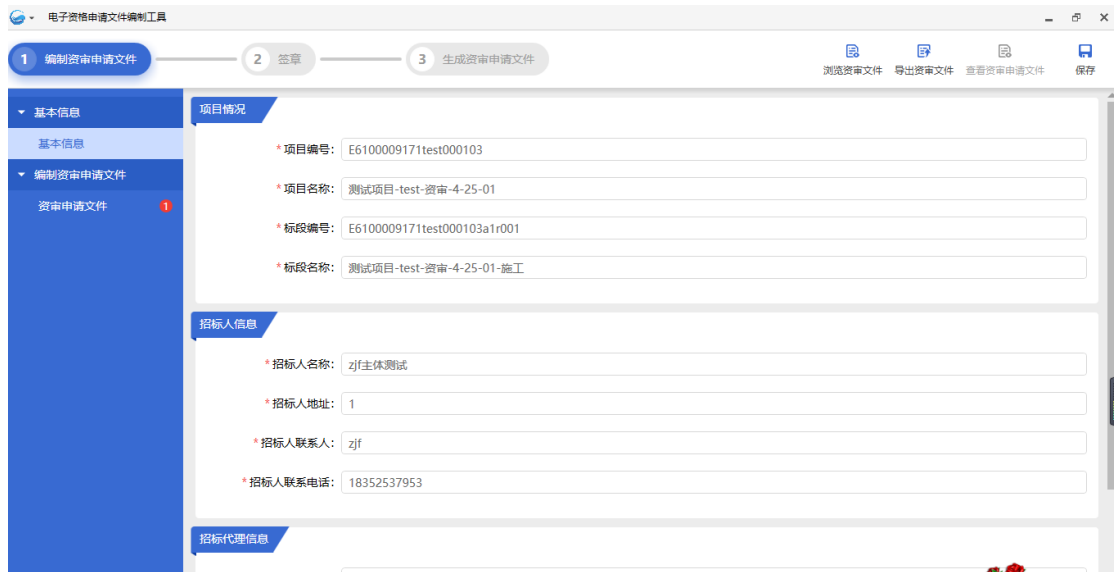 电子资格申请文件编制工具
1 编制资审申请文件
2 签章
3 生成资审申请文件
浏览资审文件
导出资审文件
查看资审申请文件
保存
基本信息
基本信息
编制资审申请文件
资审申请文件 1
项目情况
*项目编号： E6100009171test000103
*项目名称： 测试项目-test-资审-4-25-01
*标段编号： E6100009171test000103a1r001
*标段名称： 测试项目-test-资审-4-25-01-施工
招标人信息
*招标人名称： zjf主体测试
*招标人地址： 1
*招标人联系人： zjf
*招标人联系电话： 18352537953
招标代理信息